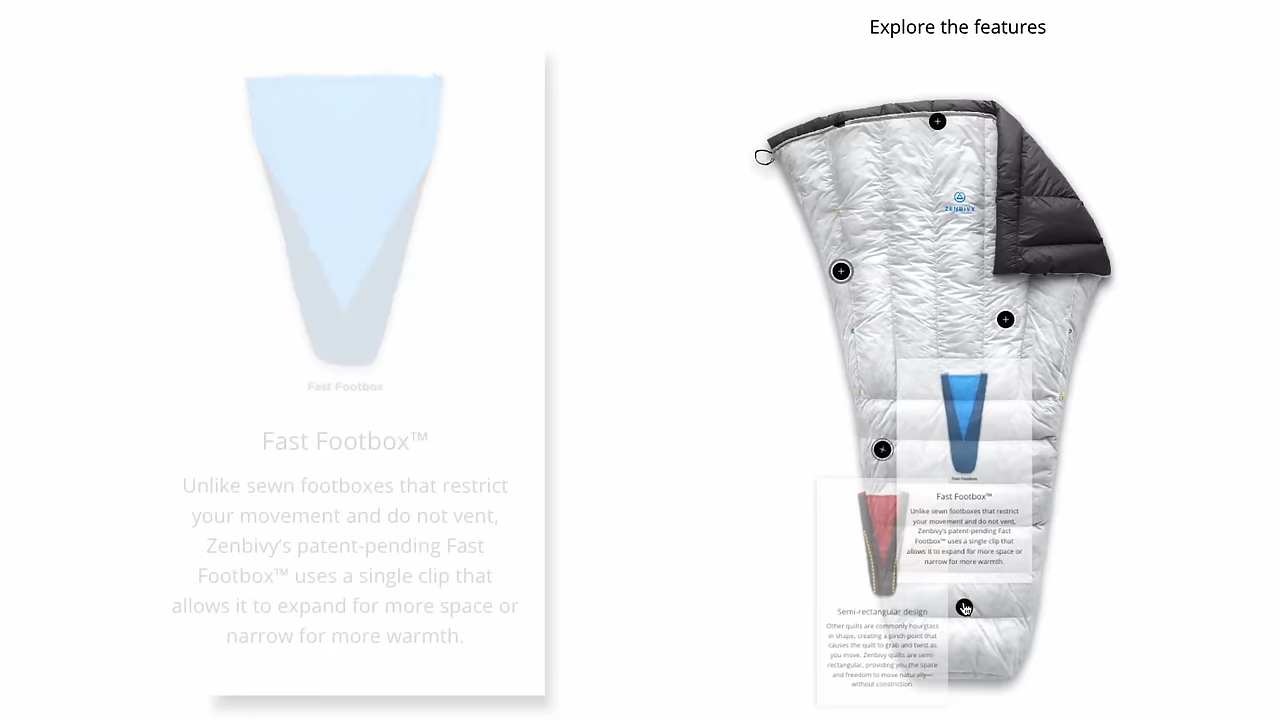 Explore the features
ZENBIVY
Fast Footbox
Fast Footbox™
Unlike sewn footboxes that restrict
your movement and do not vent,
Zenbivy’s patent-pending Fast
Footbox™ uses a single clip that
allows it to expand for more space or
narrow for more warmth.
Fast Footbox
Fast Footbox™
Unlike sewn footboxes that restrict
your movement and do not vent,
Zenbivy’s patent-pending Fast
Footbox™ uses a single clip that
allows it to expand for more space or
narrow for more warmth.
Semi-rectangular design
Other quilts are commonly hourglass
in shape, creating a pinch point that
causes the quilt to grab and twist as
you move. Zenbivy quilts are semi-
rectangular, providing you the space
and freedom to move naturally—
without constriction.